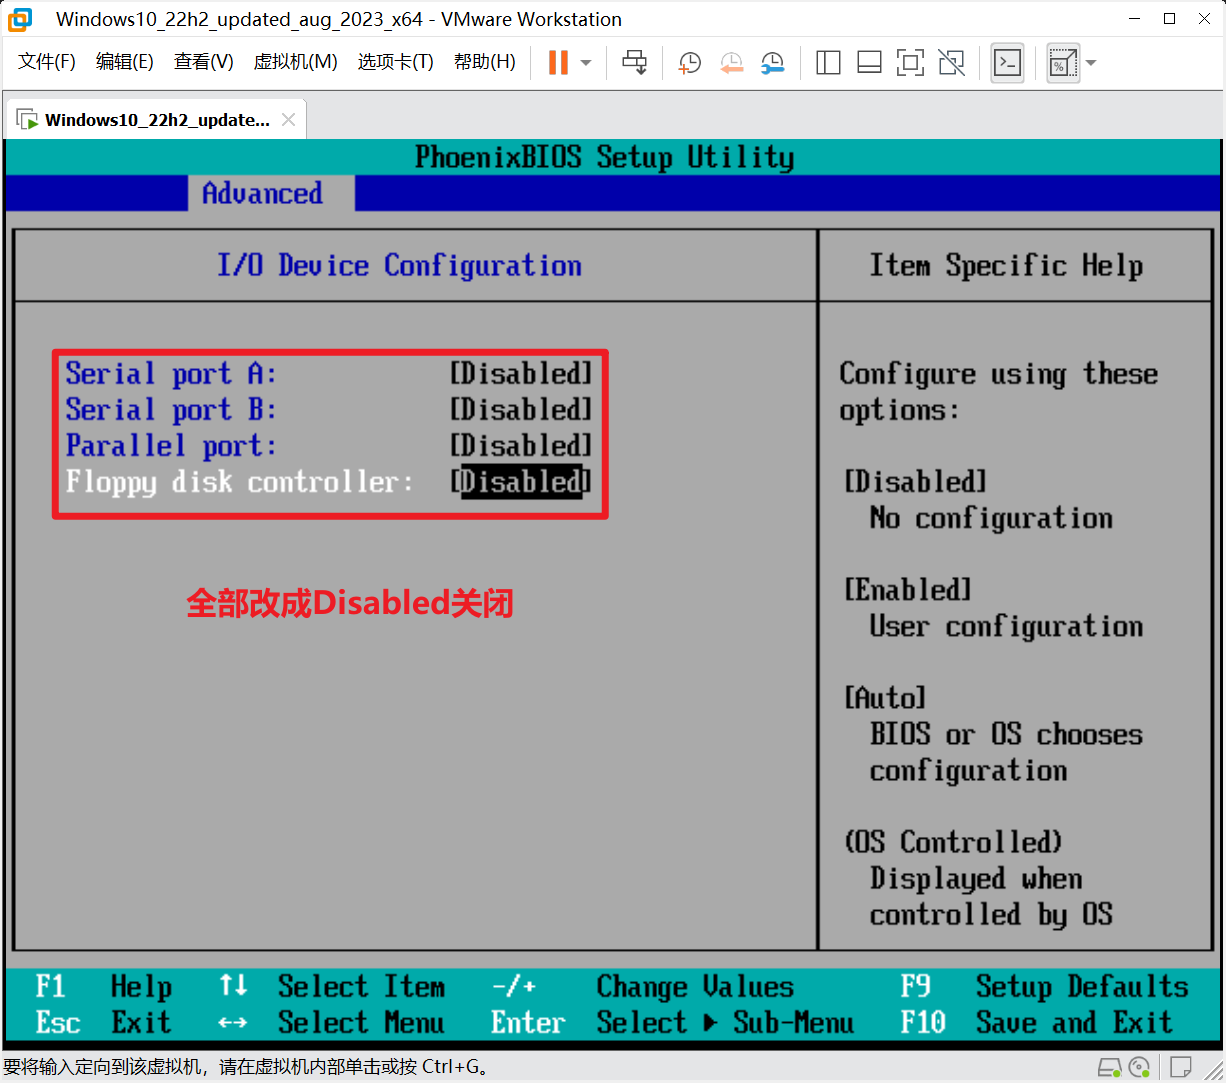 Windows10_22h2_updated_aug_2023_x64 - VMware Workstation
文件(F) 编辑(E) 查看(V) 虚拟机(M) 选项卡(T) 帮助(H)
Windows10_22h2_update...
PhoenixBIOS Setup Utility
Advanced
I/O Device Configuration
Item Specific Help
Serial port A: [Disabled]
Serial port B: [Disabled]
Parallel port: [Disabled]
Floppy disk controller: [Disabled]
全部改成Disabled关闭
Configure using these
options:
[Disabled]
No configuration
[Enabled]
User configuration
[Auto]
BIOS or OS chooses
configuration
(OS Controlled)
Displayed when
controlled by OS
F1 Help ↑↓ Select Item -/+ Change Values F9 Setup Defaults
Esc Exit ↔ Select Menu Enter Select ▶ Sub-Menu F10 Save and Exit
要将输入定向到该虚拟机，请在虚拟机内部单击或按 Ctrl+G。